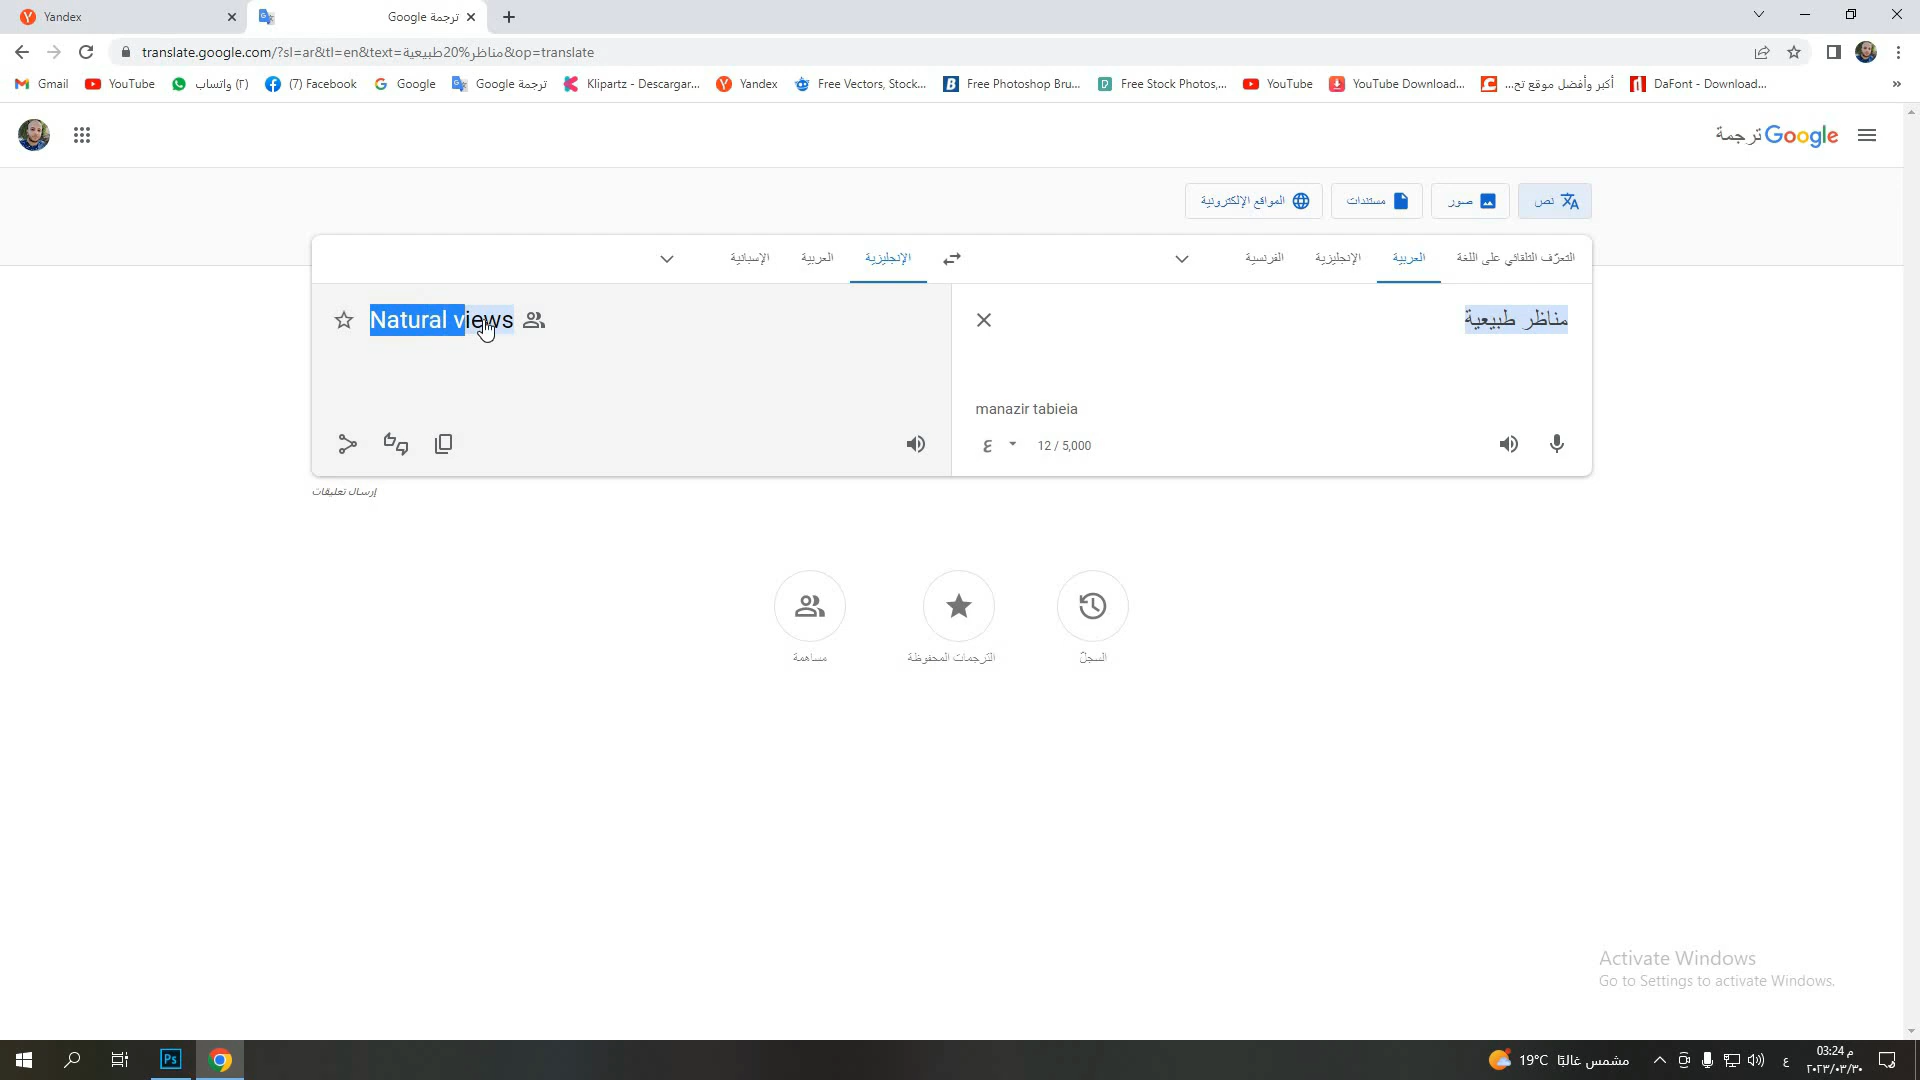 Yandex
ترجمة Google
translate.google.com/?sl=ar&tl=en&text=مناظر%20طبيعية&op=translate
Gmail
YouTube
(٢) واتساب
(7) Facebook
Google
ترجمة Google
Klipartz - Descargar...
Yandex
Free Vectors, Stock...
Free Photoshop Bru...
Free Stock Photos,...
YouTube
YouTube Download...
أكبر وأفضل موقع تح...
DaFont - Download...
ترجمة Google
نص
صور
مستندات
المواقع الإلكترونية
التعرّف التلقائي على اللغة
العربية
الإنجليزية
الفرنسية
الإنجليزية
العربية
الإسبانية
مناظر طبيعية
Natural views
manazir tabieia
12 / 5,000
ع
إرسال تعليقات
السجلّ
الترجمات المحفوظة
مساهمة
Activate Windows
Go to Settings to activate Windows.
Ps
19°C مشمس غالبًا
ع
03:24 م
٢٠٢٣/٠٣/٣٠